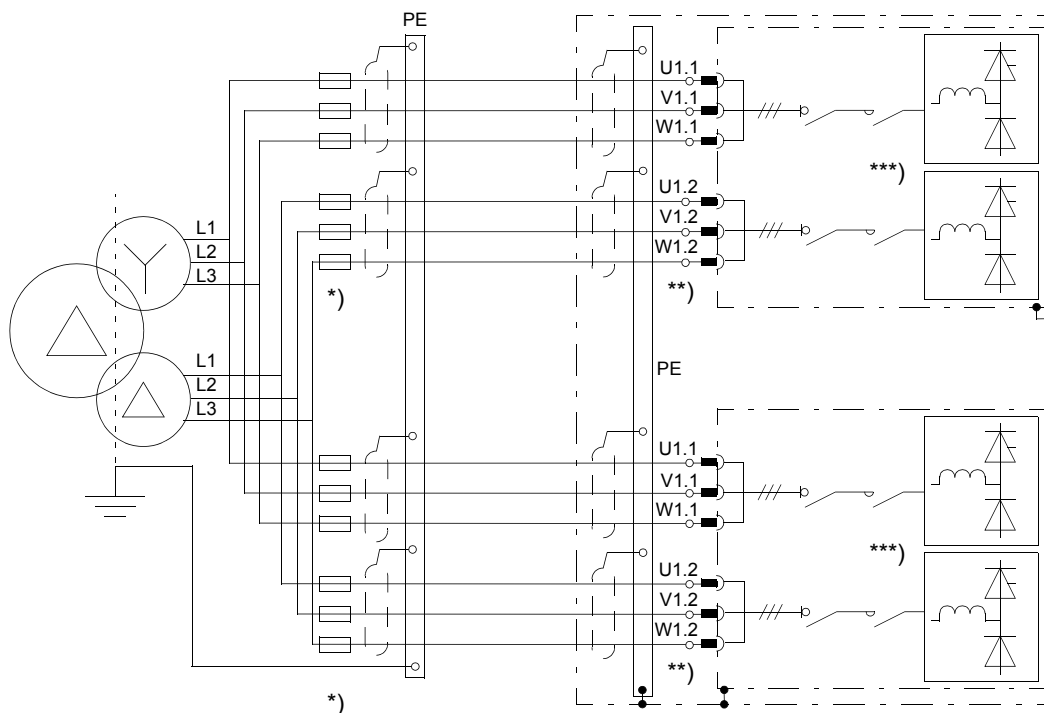 PE
U1.1
V1.1
W1.1
***)
U1.2
V1.2
W1.2
*)
**)
L1
L2
L3
L1
L2
L3
PE
U1.1
V1.1
W1.1
***)
U1.2
V1.2
W1.2
*)
**)